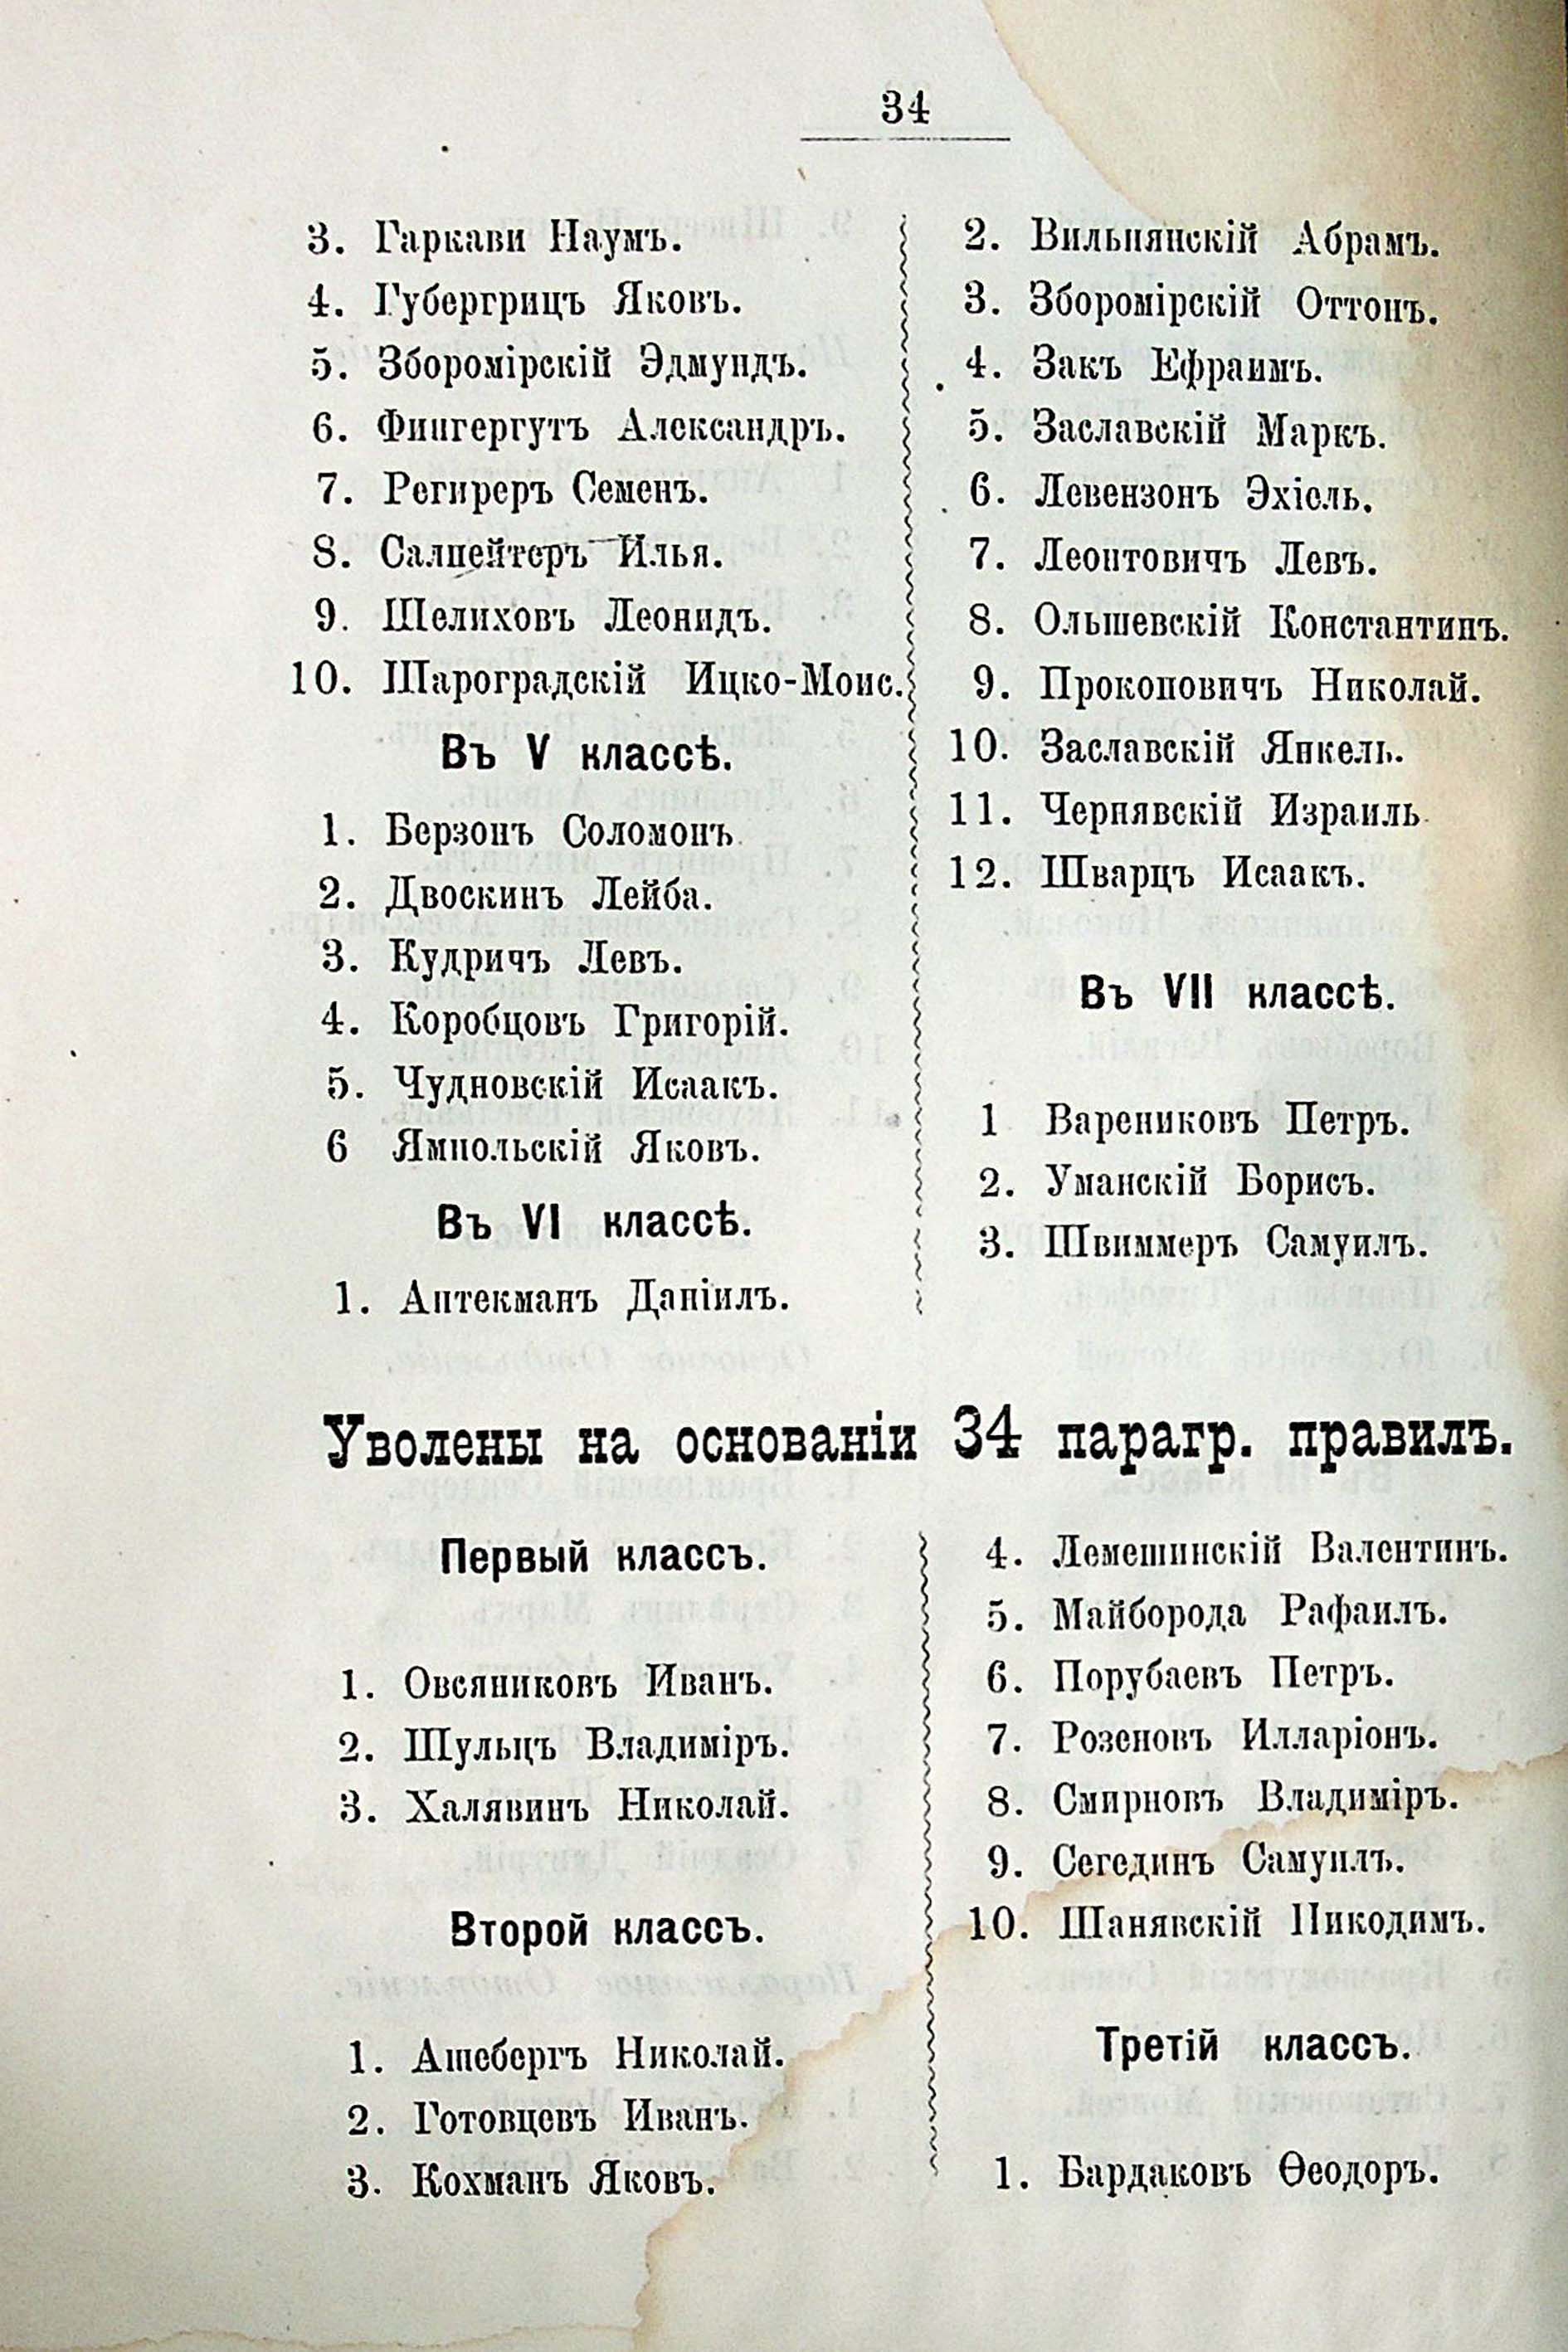 34
3. Гаркави Наумъ.
4. Губергрицъ Яковъ.
5. Зборомірскій Эдмундъ.
6. Фингергутъ Александръ.
7. Региреръ Семенъ.
8. Салпейтеръ Илья.
9. Шелиховъ Леонидъ.
10. Шароградскій Ицко-Моис.
Въ V классѣ.
1. Берзонъ Соломонъ
2. Двоскинъ Лейба.
3. Кудричъ Левъ.
4. Коробцовъ Григорій.
5. Чудновскій Исаакъ.
6 Ямпольскій Яковъ.
Въ VI классѣ.
1. Аптекманъ Даніилъ.
2. Вильнянскій Абрамъ.
3. Зборомірскій Оттонъ.
4. Закъ Ефраимъ.
5. Заславскій Маркъ.
6. Левензонъ Эхіель.
7. Леонтовичъ Левъ.
8. Ольшевскій Константинъ.
9. Прокоповичъ Николай.
10. Заславскій Янкель.
11. Чернявскій Израиль.
12. Шварцъ Исаакъ.
Въ VII классѣ.
1 Варениковъ Петръ.
2. Уманскій Борисъ.
3. Швиммеръ Самуилъ.
Уволены на основаніи 34 парагр. правилъ.
Первый классъ.
1. Овсяниковъ Иванъ.
2. Шульцъ Владиміръ.
3. Халявинъ Николай.
Второй классъ.
1. Ашебергъ Николай.
2. Готовцевъ Иванъ.
3. Кохманъ Яковъ.
4. Лемешинскій Валентинъ.
5. Майборода Рафаилъ.
6. Порубаевъ Петръ.
7. Розеновъ Илларіонъ.
8. Смирновъ Владиміръ.
9. Сегединъ Самуилъ.
10. Шанявскій Никодимъ.
Третій классъ.
1. Бардаковъ Ѳеодоръ.